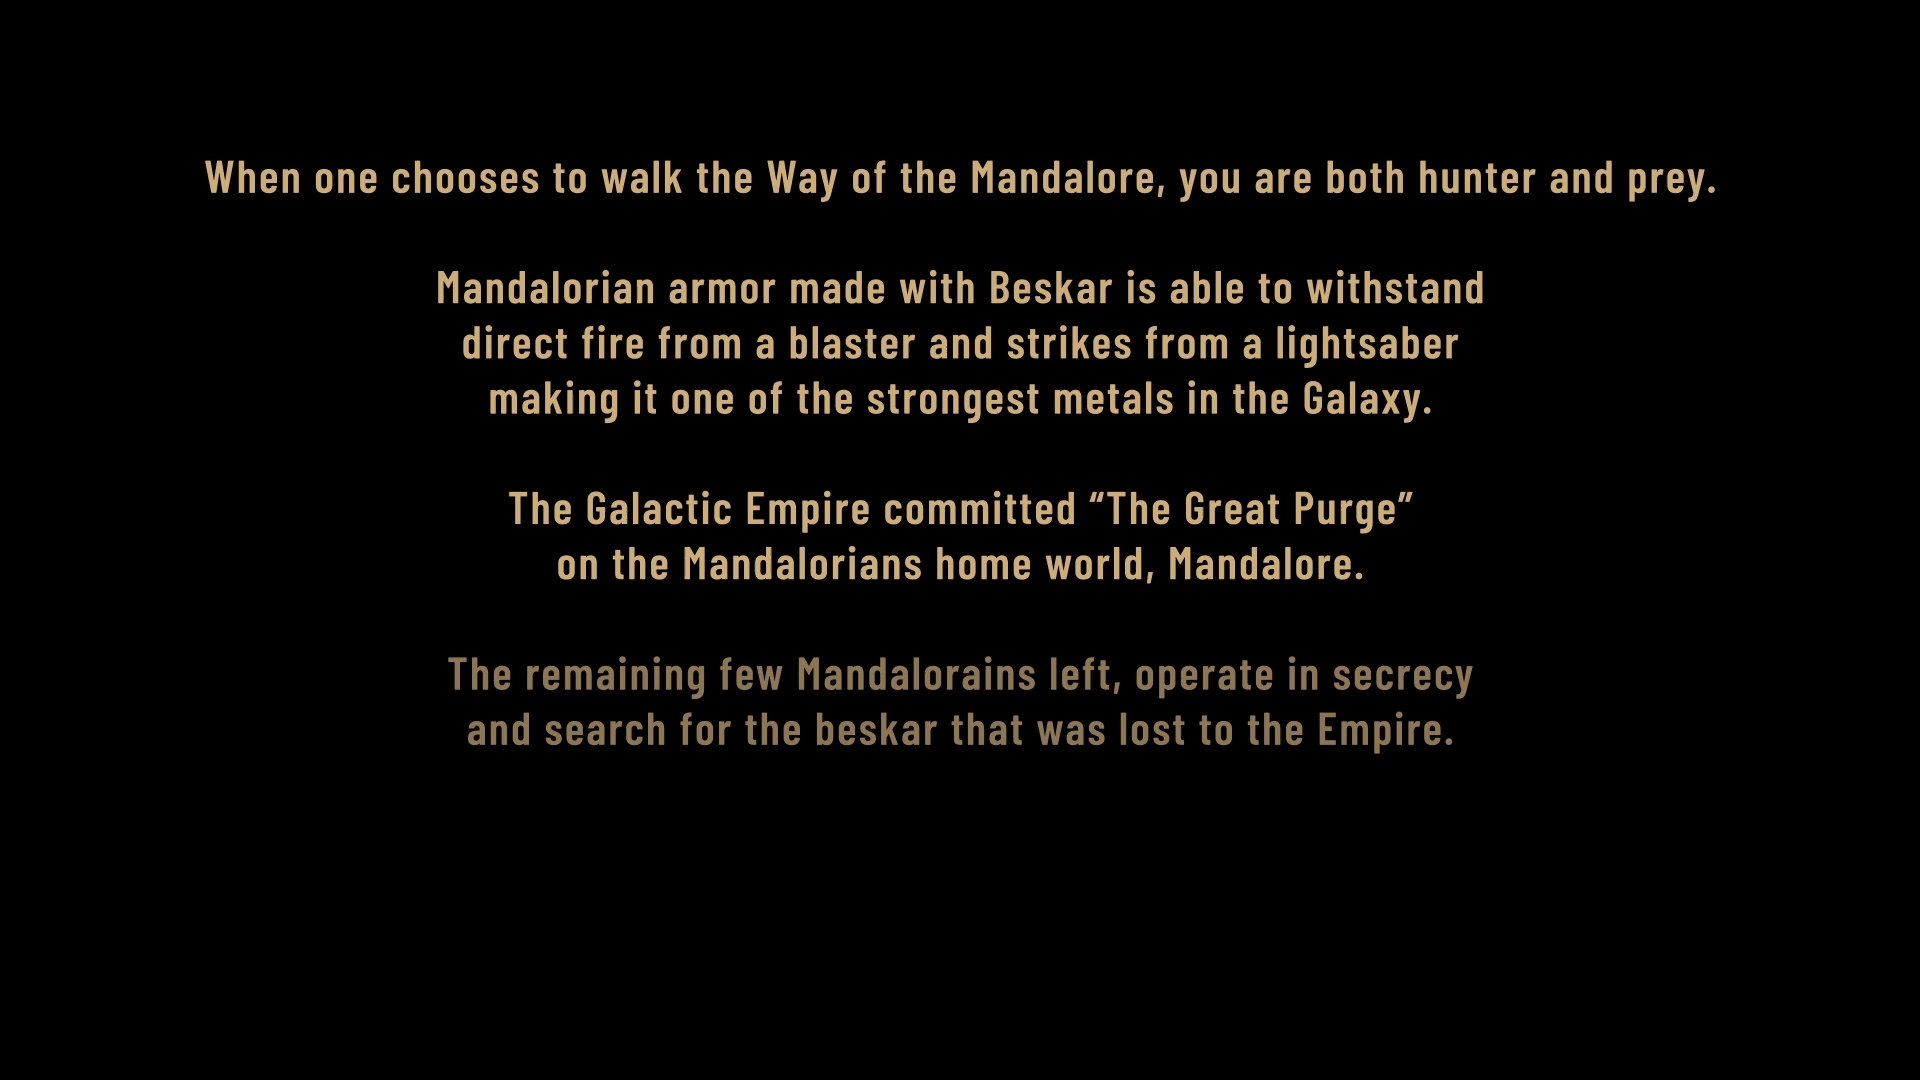 When one chooses to walk the Way of the Mandalore, you are both hunter and prey.
Mandalorian armor made with Beskar is able to withstand
direct fire from a blaster and strikes from a lightsaber
making it one of the strongest metals in the Galaxy.
The Galactic Empire committed “The Great Purge”
on the Mandalorians home world, Mandalore.
The remaining few Mandalorains left, operate in secrecy
and search for the beskar that was lost to the Empire.